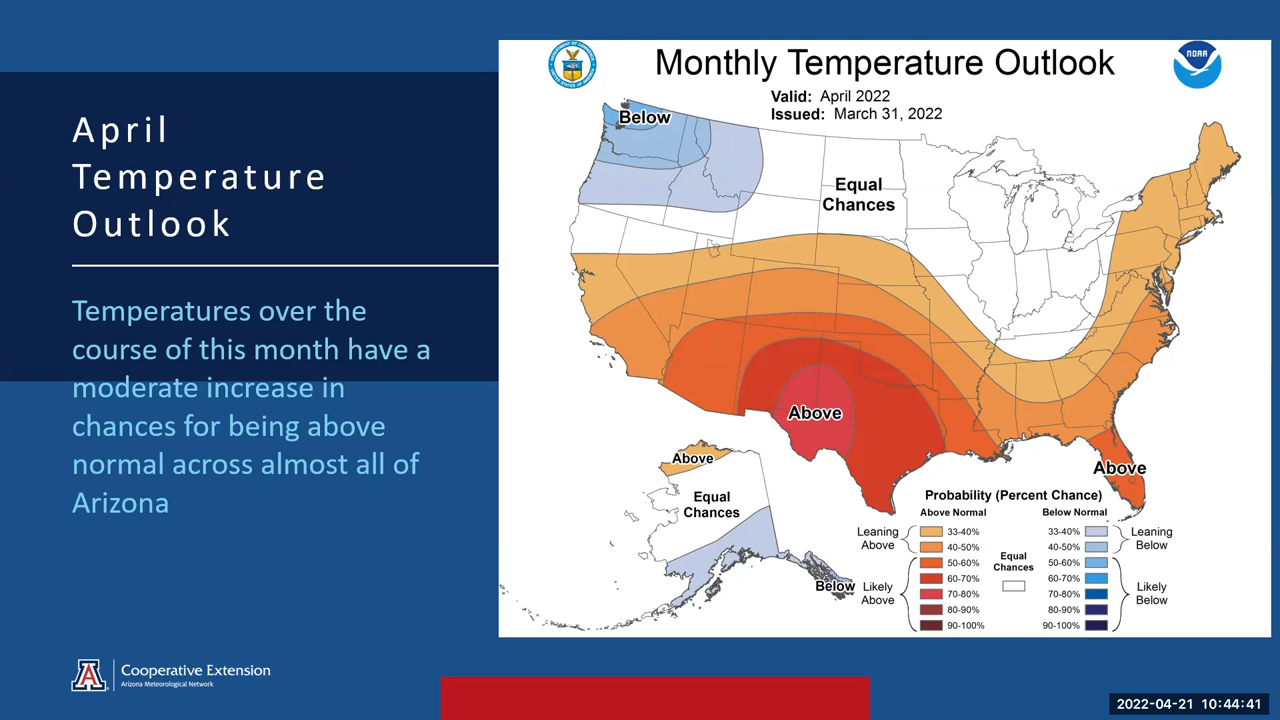 April
Temperature
Outlook
Temperatures over the
course of this month have a
moderate increase in
chances for being above
normal across almost all of
Arizona
A
Cooperative Extension
Arizona Meteorological Network
Monthly Temperature Outlook
NOAA
Valid: April 2022
Issued: March 31, 2022
Below
Equal
Chances
Above
Above
Above
Equal
Chances
Below
Probability (Percent Chance)
Above Normal
Below Normal
Leaning
Above
33-40%
40-50%
Likely
Above
50-60%
60-70%
70-80%
80-90%
90-100%
Equal
Chances
33-40%
40-50%
Leaning
Below
50-60%
60-70%
70-80%
80-90%
90-100%
Likely
Below
2022-04-21 10:44:41